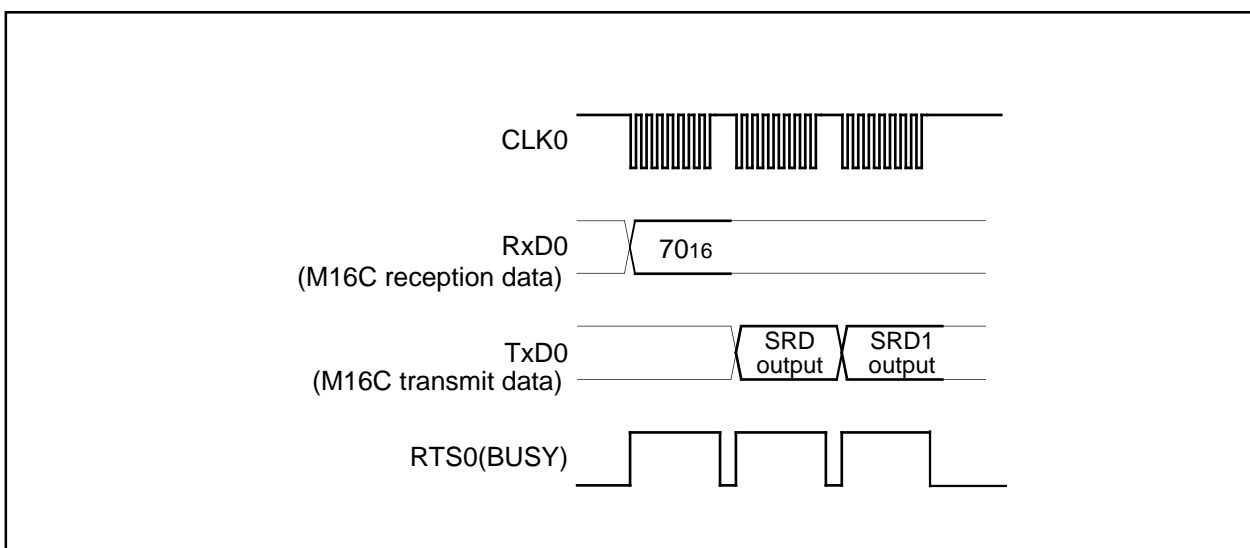 CLK0
RxD0
(M16C reception data)
7016
TxD0
(M16C transmit data)
SRD
output
SRD1
output
RTS0(BUSY)